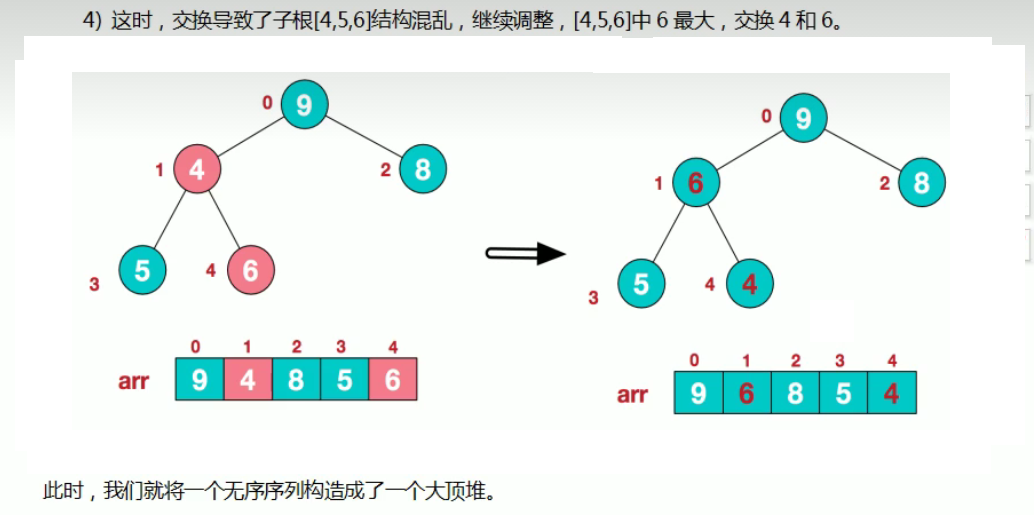 4) 这时，交换导致了子根[4,5,6]结构混乱，继续调整，[4,5,6]中 6 最大，交换 4 和 6。
0 9
1 4 2 8
3 5 4 6
0 1 2 3 4
arr 9 4 8 5 6
0 9
1 6 2 8
3 5 4 4
0 1 2 3 4
arr 9 6 8 5 4
此时，我们就将一个无序序列构造成了一个大顶堆。